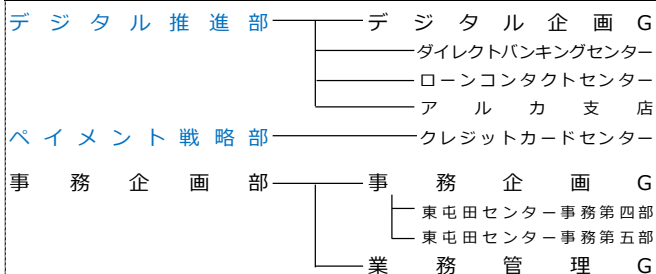 デジタル推進部 デジタル企画G
ダイレクトバンキングセンター
ローンコンタクトセンター
アルカ支店
ペイメント戦略部 クレジットカードセンター
事務企画部 事務企画G
東屯田センター事務第四部
東屯田センター事務第五部
業務管理G